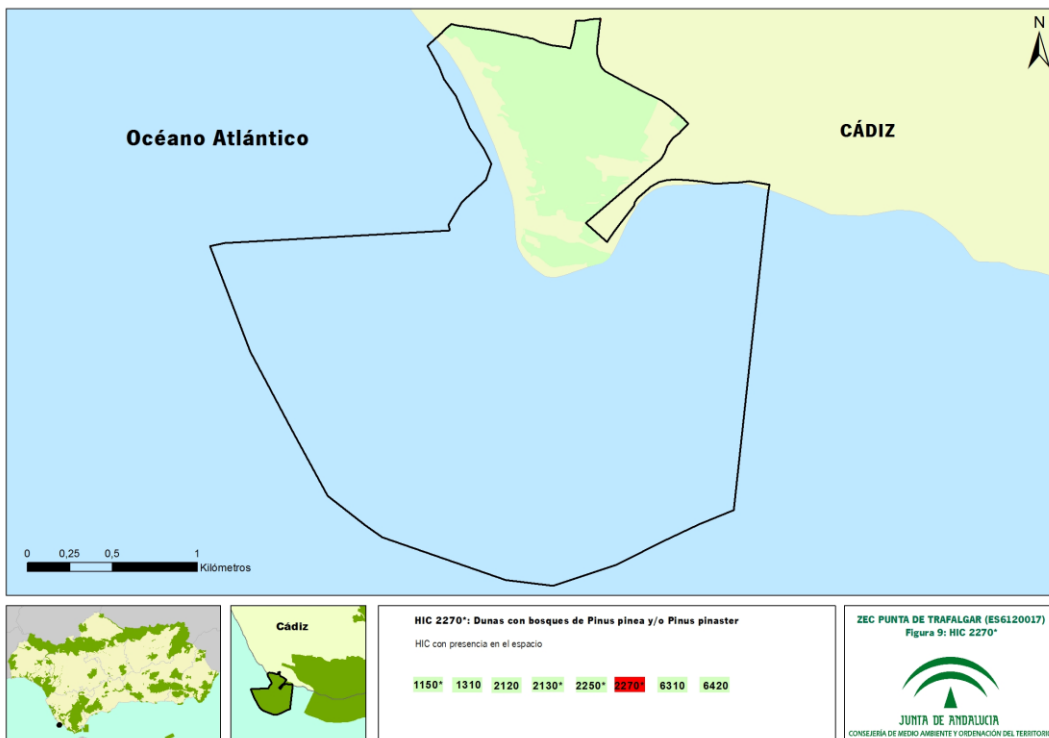 N
Océano Atlántico
CÁDIZ
0 0,25 0,5 1
Kilómetros
Cádiz
HIC 2270*: Dunas con bosques de Pinus pinea y/o Pinus pinaster
HIC con presencia en el espacio
1150* 1310 2120 2130* 2250* 2270* 6310 6420
ZEC PUNTA DE TRAFALGAR (ES6120017)
Figura 9: HIC 2270*
JUNTA DE ANDALUCIA
CONSEJERÍA DE MEDIO AMBIENTE Y ORDENACIÓN DEL TERRITORIO